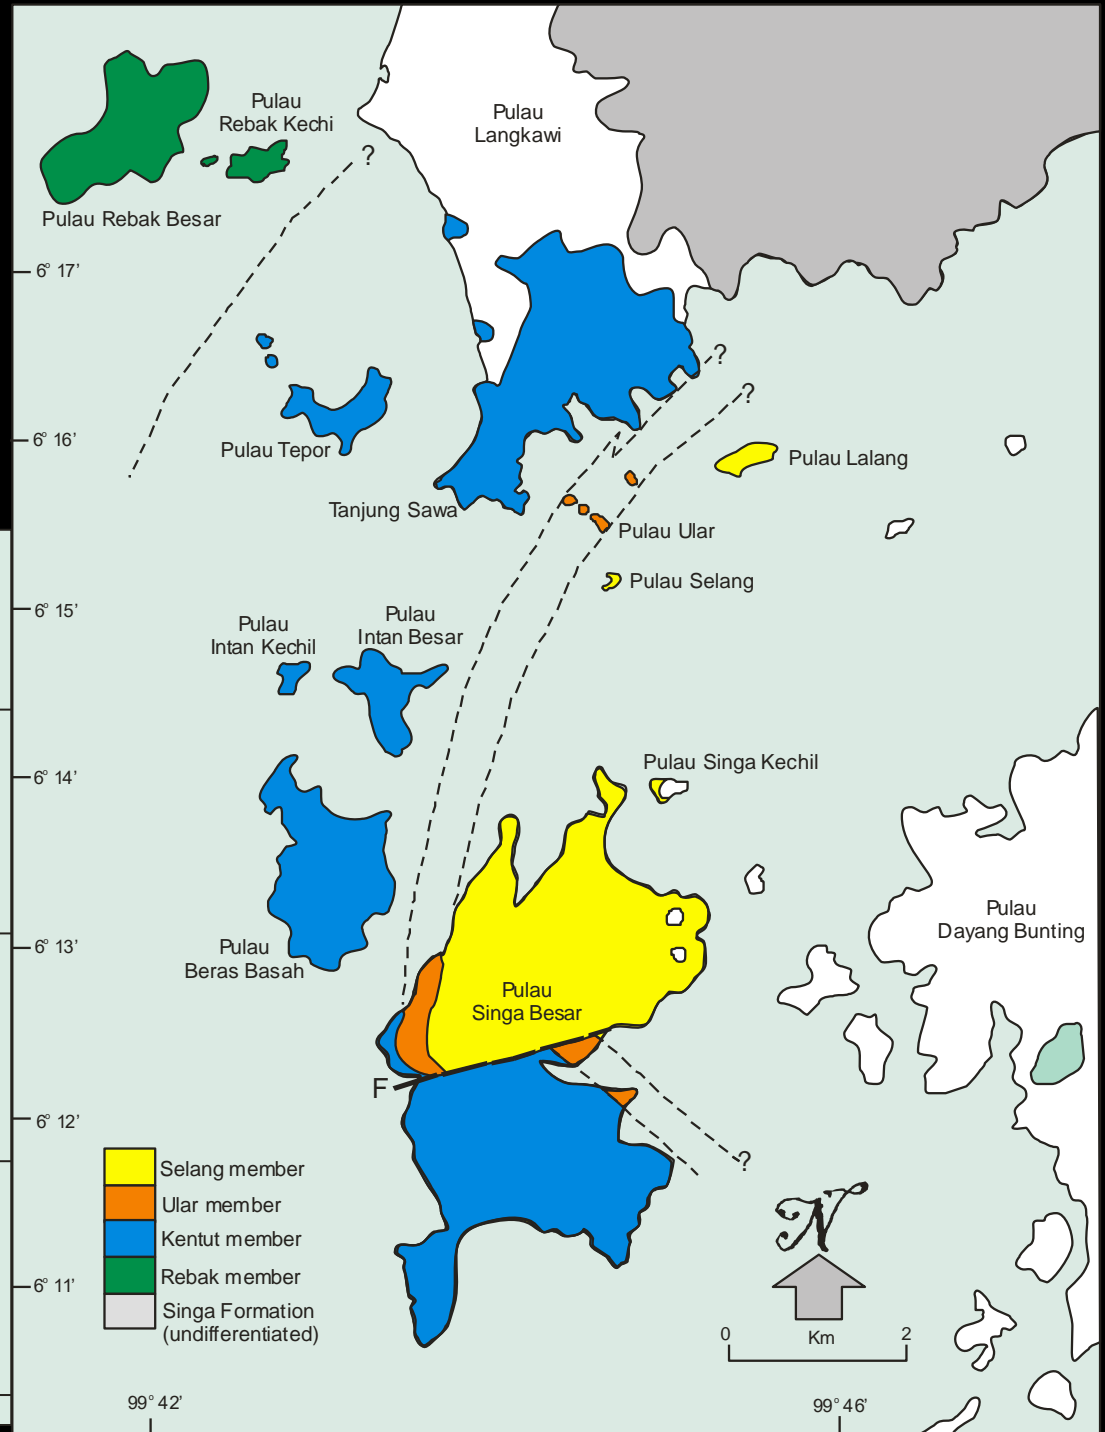 Pulau
Rebak Kechi
Pulau
Langkawi
?
Pulau Rebak Besar
6° 17’
?
?
6° 16’
Pulau Tepor
Pulau Lalang
Tanjung Sawa
Pulau Ular
Pulau Selang
6° 15’
Pulau
Intan Kechil
Pulau
Intan Besar
Pulau Singa Kechil
6° 14’
Pulau
Dayang Bunting
6° 13’
Pulau
Beras Basah
Pulau
Singa Besar
F
6° 12’
?
Selang member
Ular member
Kentut member
Rebak member
Singa Formation
(undifferentiated)
N
6° 11’
0
Km
2
99° 42’
99° 46’